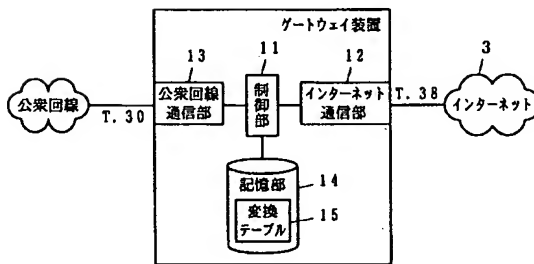 ゲートウェイ装置
13
11
12
3
公衆回線
T.30
公衆回線
通信部
制御部
インターネット
通信部
T.38
インターネット
記憶部
14
変換
テーブル
15